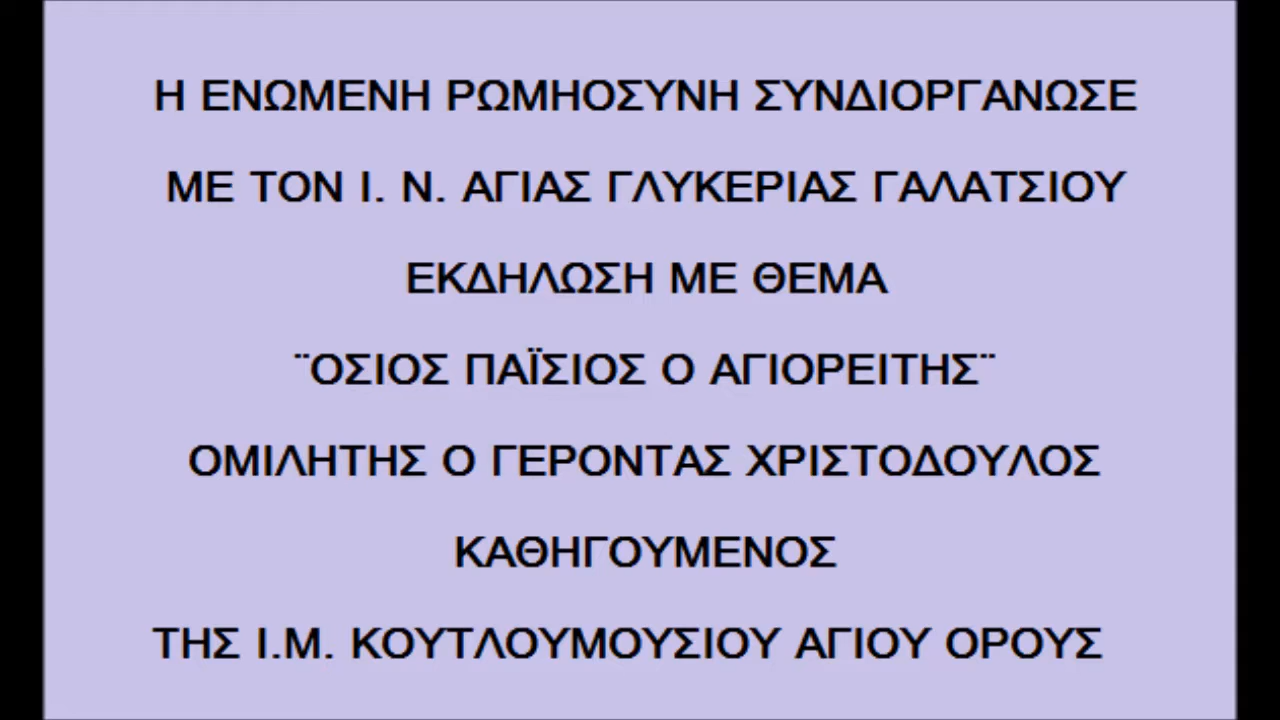 Η ΕΝΩΜΕΝΗ ΡΩΜΗΟΣΥΝΗ ΣΥΝΔΙΟΡΓΑΝΩΣΕ
ΜΕ ΤΟΝ Ι. Ν. ΑΓΙΑΣ ΓΛΥΚΕΡΙΑΣ ΓΑΛΑΤΣΙΟΥ
ΕΚΔΗΛΩΣΗ ΜΕ ΘΕΜΑ
¨ΟΣΙΟΣ ΠΑΪΣΙΟΣ Ο ΑΓΙΟΡΕΙΤΗΣ¨
ΟΜΙΛΗΤΗΣ Ο ΓΕΡΟΝΤΑΣ ΧΡΙΣΤΟΔΟΥΛΟΣ
ΚΑΘΗΓΟΥΜΕΝΟΣ
ΤΗΣ Ι.Μ. ΚΟΥΤΛΟΥΜΟΥΣΙΟΥ ΑΓΙΟΥ ΟΡΟΥΣ